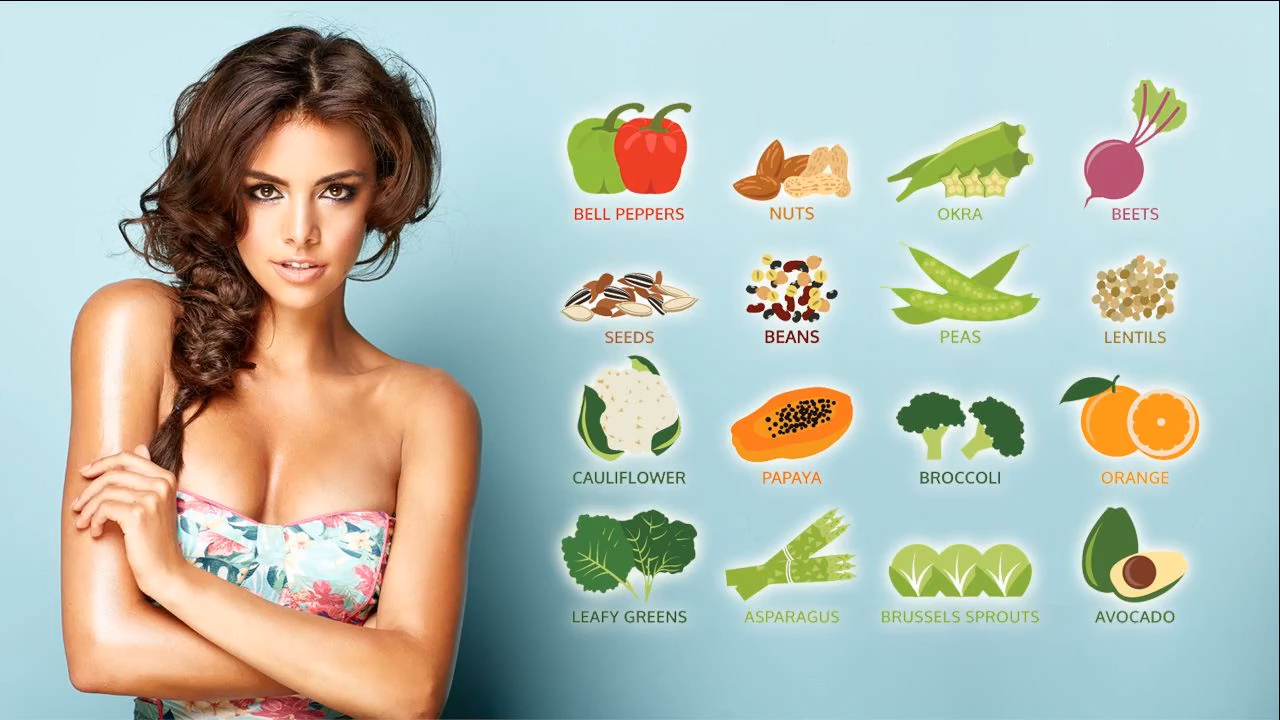 BELL PEPPERS
NUTS
OKRA
BEETS
SEEDS
BEANS
PEAS
LENTILS
CAULIFLOWER
PAPAYA
BROCCOLI
ORANGE
LEAFY GREENS
ASPARAGUS
BRUSSELS SPROUTS
AVOCADO